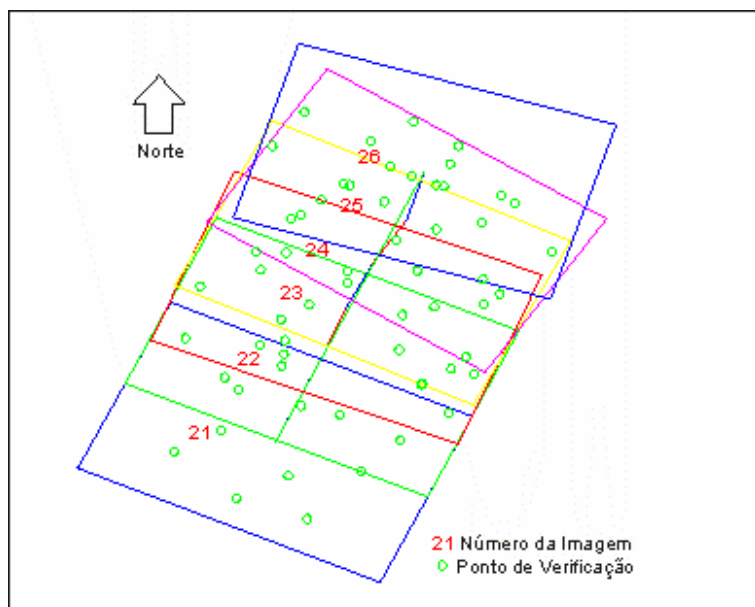 Norte
26
25
24
23
22
21
21 Número da Imagem
Ponto de Verificação